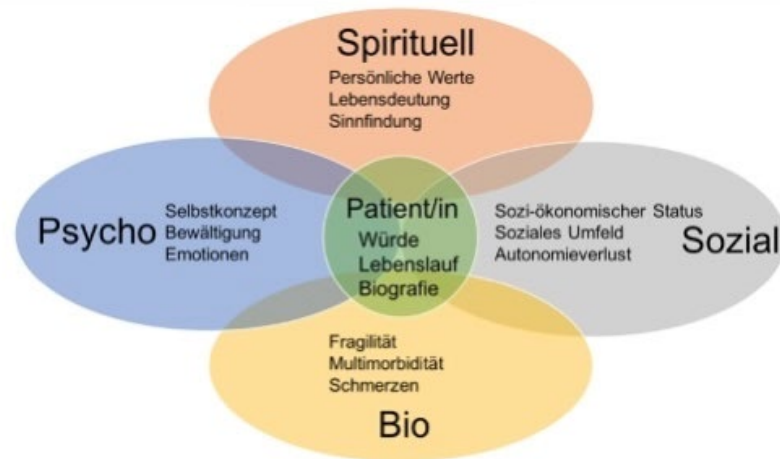 Spirituell
Persönliche Werte
Lebensdeutung
Sinnfindung
Psycho
Selbstkonzept
Bewältigung
Emotionen
Patient/in
Würde
Lebenslauf
Biografie
Sozi-ökonomischer Status
Soziales Umfeld
Autonomieverlust
Sozial
Fragilität
Multimorbidität
Schmerzen
Bio